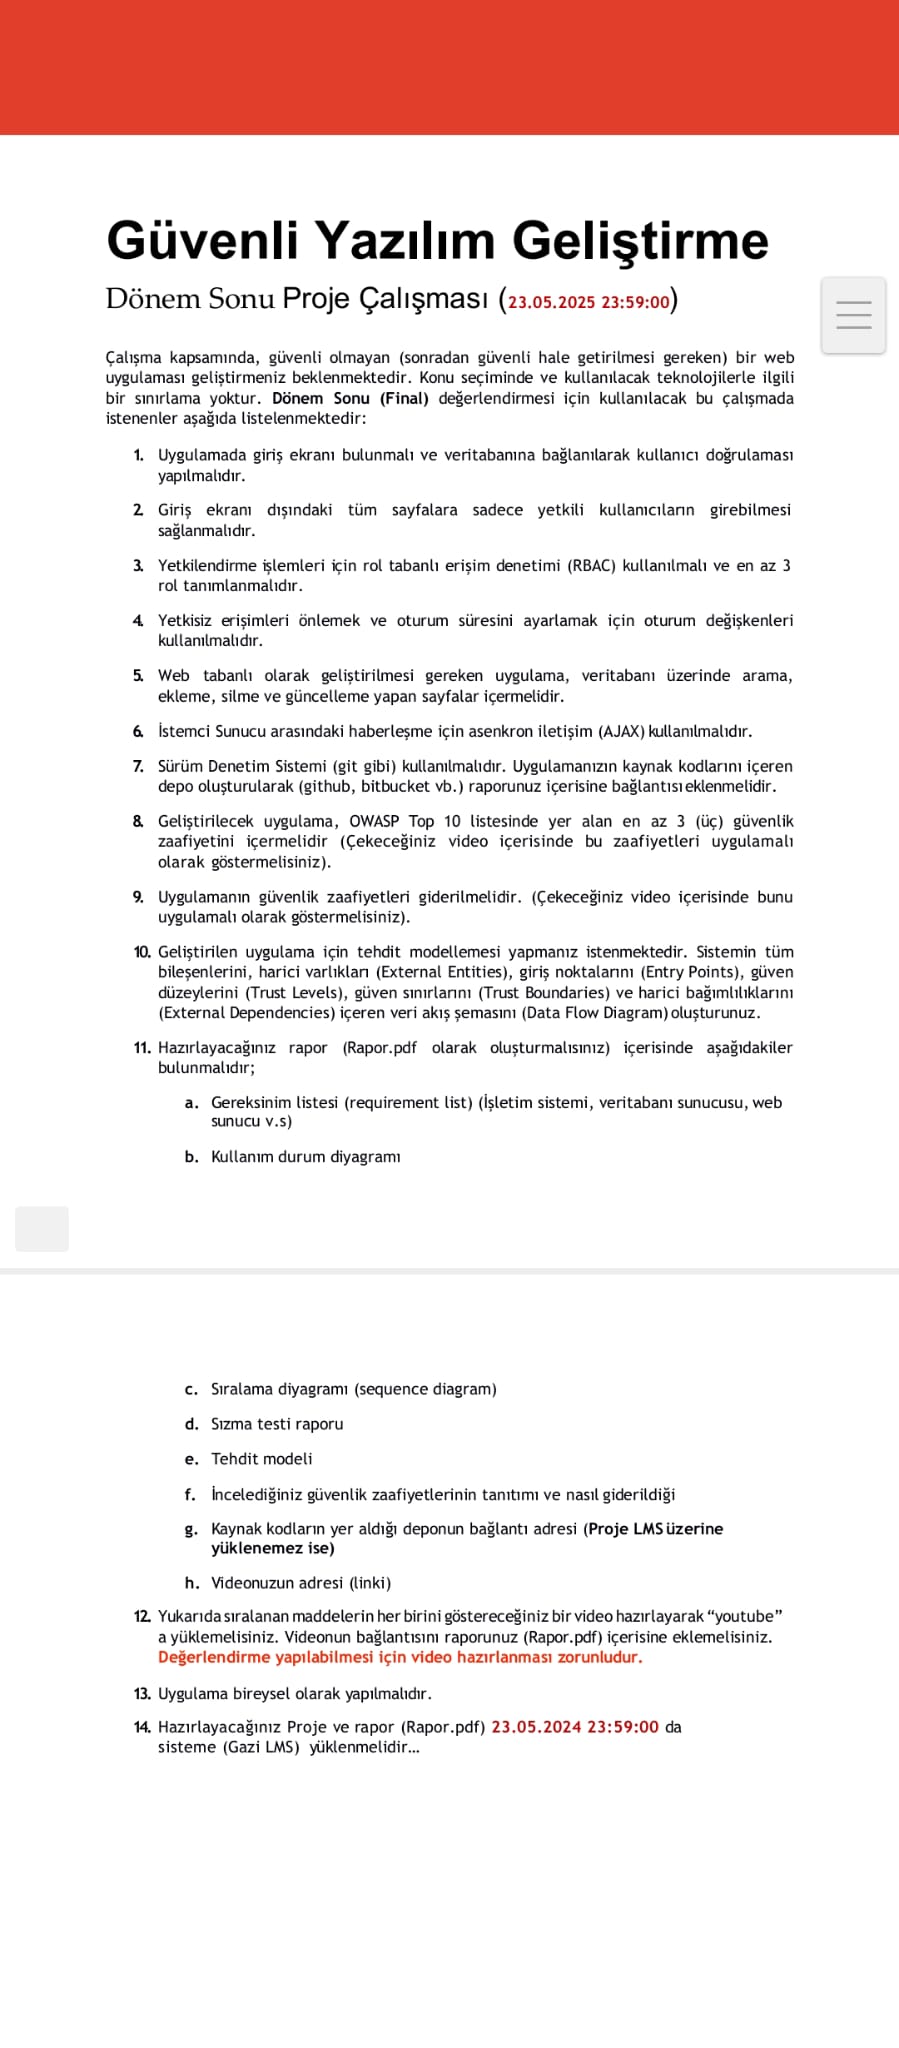 Güvenli Yazılım Geliştirme
Dönem Sonu Proje Çalışması (23.05.2025 23:59:00)
Çalışma kapsamında, güvenli olmayan (sonradan güvenli hale getirilmesi gereken) bir web
uygulaması geliştirmeniz beklenmektedir. Konu seçiminde ve kullanılacak teknolojilerle ilgili
bir sınırlama yoktur. Dönem Sonu (Final) değerlendirmesi için kullanılacak bu çalışmada
istenenler aşağıda listelenmektedir:
1. Uygulamada giriş ekranı bulunmalı ve veritabanına bağlanılarak kullanıcı doğrulaması
yapılmalıdır.
2. Giriş ekranı dışındaki tüm sayfalara sadece yetkili kullanıcıların girebilmesi
sağlanmalıdır.
3. Yetkilendirme işlemleri için rol tabanlı erişim denetimi (RBAC) kullanılmalı ve en az 3
rol tanımlanmalıdır.
4. Yetkisiz erişimleri önlemek ve oturum süresini ayarlamak için oturum değişkenleri
kullanılmalıdır.
5. Web tabanlı olarak geliştirilmesi gereken uygulama, veritabanı üzerinde arama,
ekleme, silme ve güncelleme yapan sayfalar içermelidir.
6. İstemci Sunucu arasındaki haberleşme için asenkron iletişim (AJAX) kullanılmalıdır.
7. Sürüm Denetim Sistemi (git gibi) kullanılmalıdır. Uygulamanızın kaynak kodlarını içeren
depo oluşturularak (github, bitbucket vb.) raporunuz içerisine bağlantısı eklenmelidir.
8. Geliştirilecek uygulama, OWASP Top 10 listesinde yer alan en az 3 (üç) güvenlik
zaafiyetini içermelidir (Çekeceğiniz video içerisinde bu zaafiyetleri uygulamalı
olarak göstermelisiniz).
9. Uygulamanın güvenlik zaafiyetleri giderilmelidir. (Çekeceğiniz video içerisinde bunu
uygulamalı olarak göstermelisiniz).
10. Geliştirilen uygulama için tehdit modellemesi yapmanız istenmektedir. Sistemin tüm
bileşenlerini, harici varlıkları (External Entities), giriş noktalarını (Entry Points), güven
düzeylerini (Trust Levels), güven sınırlarını (Trust Boundaries) ve harici bağımlılıklarını
(External Dependencies) içeren veri akış şemasını (Data Flow Diagram) oluşturunuz.
11. Hazırlayacağınız rapor (Rapor.pdf olarak oluşturmalısınız) içerisinde aşağıdakiler
bulunmalıdır;
a. Gereksinim listesi (requirement list) (İşletim sistemi, veritabanı sunucusu, web
sunucu v.s)
b. Kullanım durum diyagramı
c. Sıralama diyagramı (sequence diagram)
d. Sızma testi raporu
e. Tehdit modeli
f. İncelediğiniz güvenlik zaafiyetlerinin tanıtımı ve nasıl giderildiği
g. Kaynak kodların yer aldığı deponun bağlantı adresi (Proje LMS üzerine
yüklenemez ise)
h. Videonuzun adresi (linki)
12. Yukarıda sıralanan maddelerin her birini göstereceğiniz bir video hazırlayarak “youtube”
a yüklemelisiniz. Videonun bağlantısını raporunuz (Rapor.pdf) içerisine eklemelisiniz.
Değerlendirme yapılabilmesi için video hazırlanması zorunludur.
13. Uygulama bireysel olarak yapılmalıdır.
14. Hazırlayacağınız Proje ve rapor (Rapor.pdf) 23.05.2024 23:59:00 da
sisteme (Gazi LMS) yüklenmelidir…